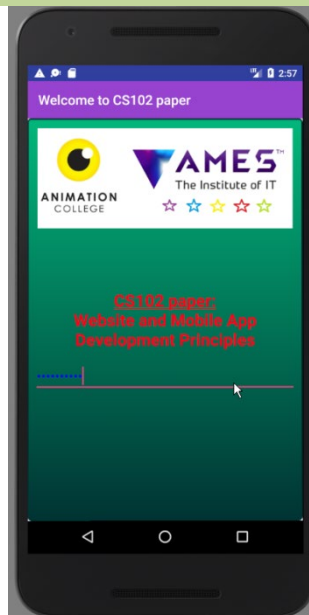 2:57
Welcome to CS102 paper
ANIMATION
COLLEGE
AMES™
The Institute of IT
CS102 paper:
Website and Mobile App
Development Principles